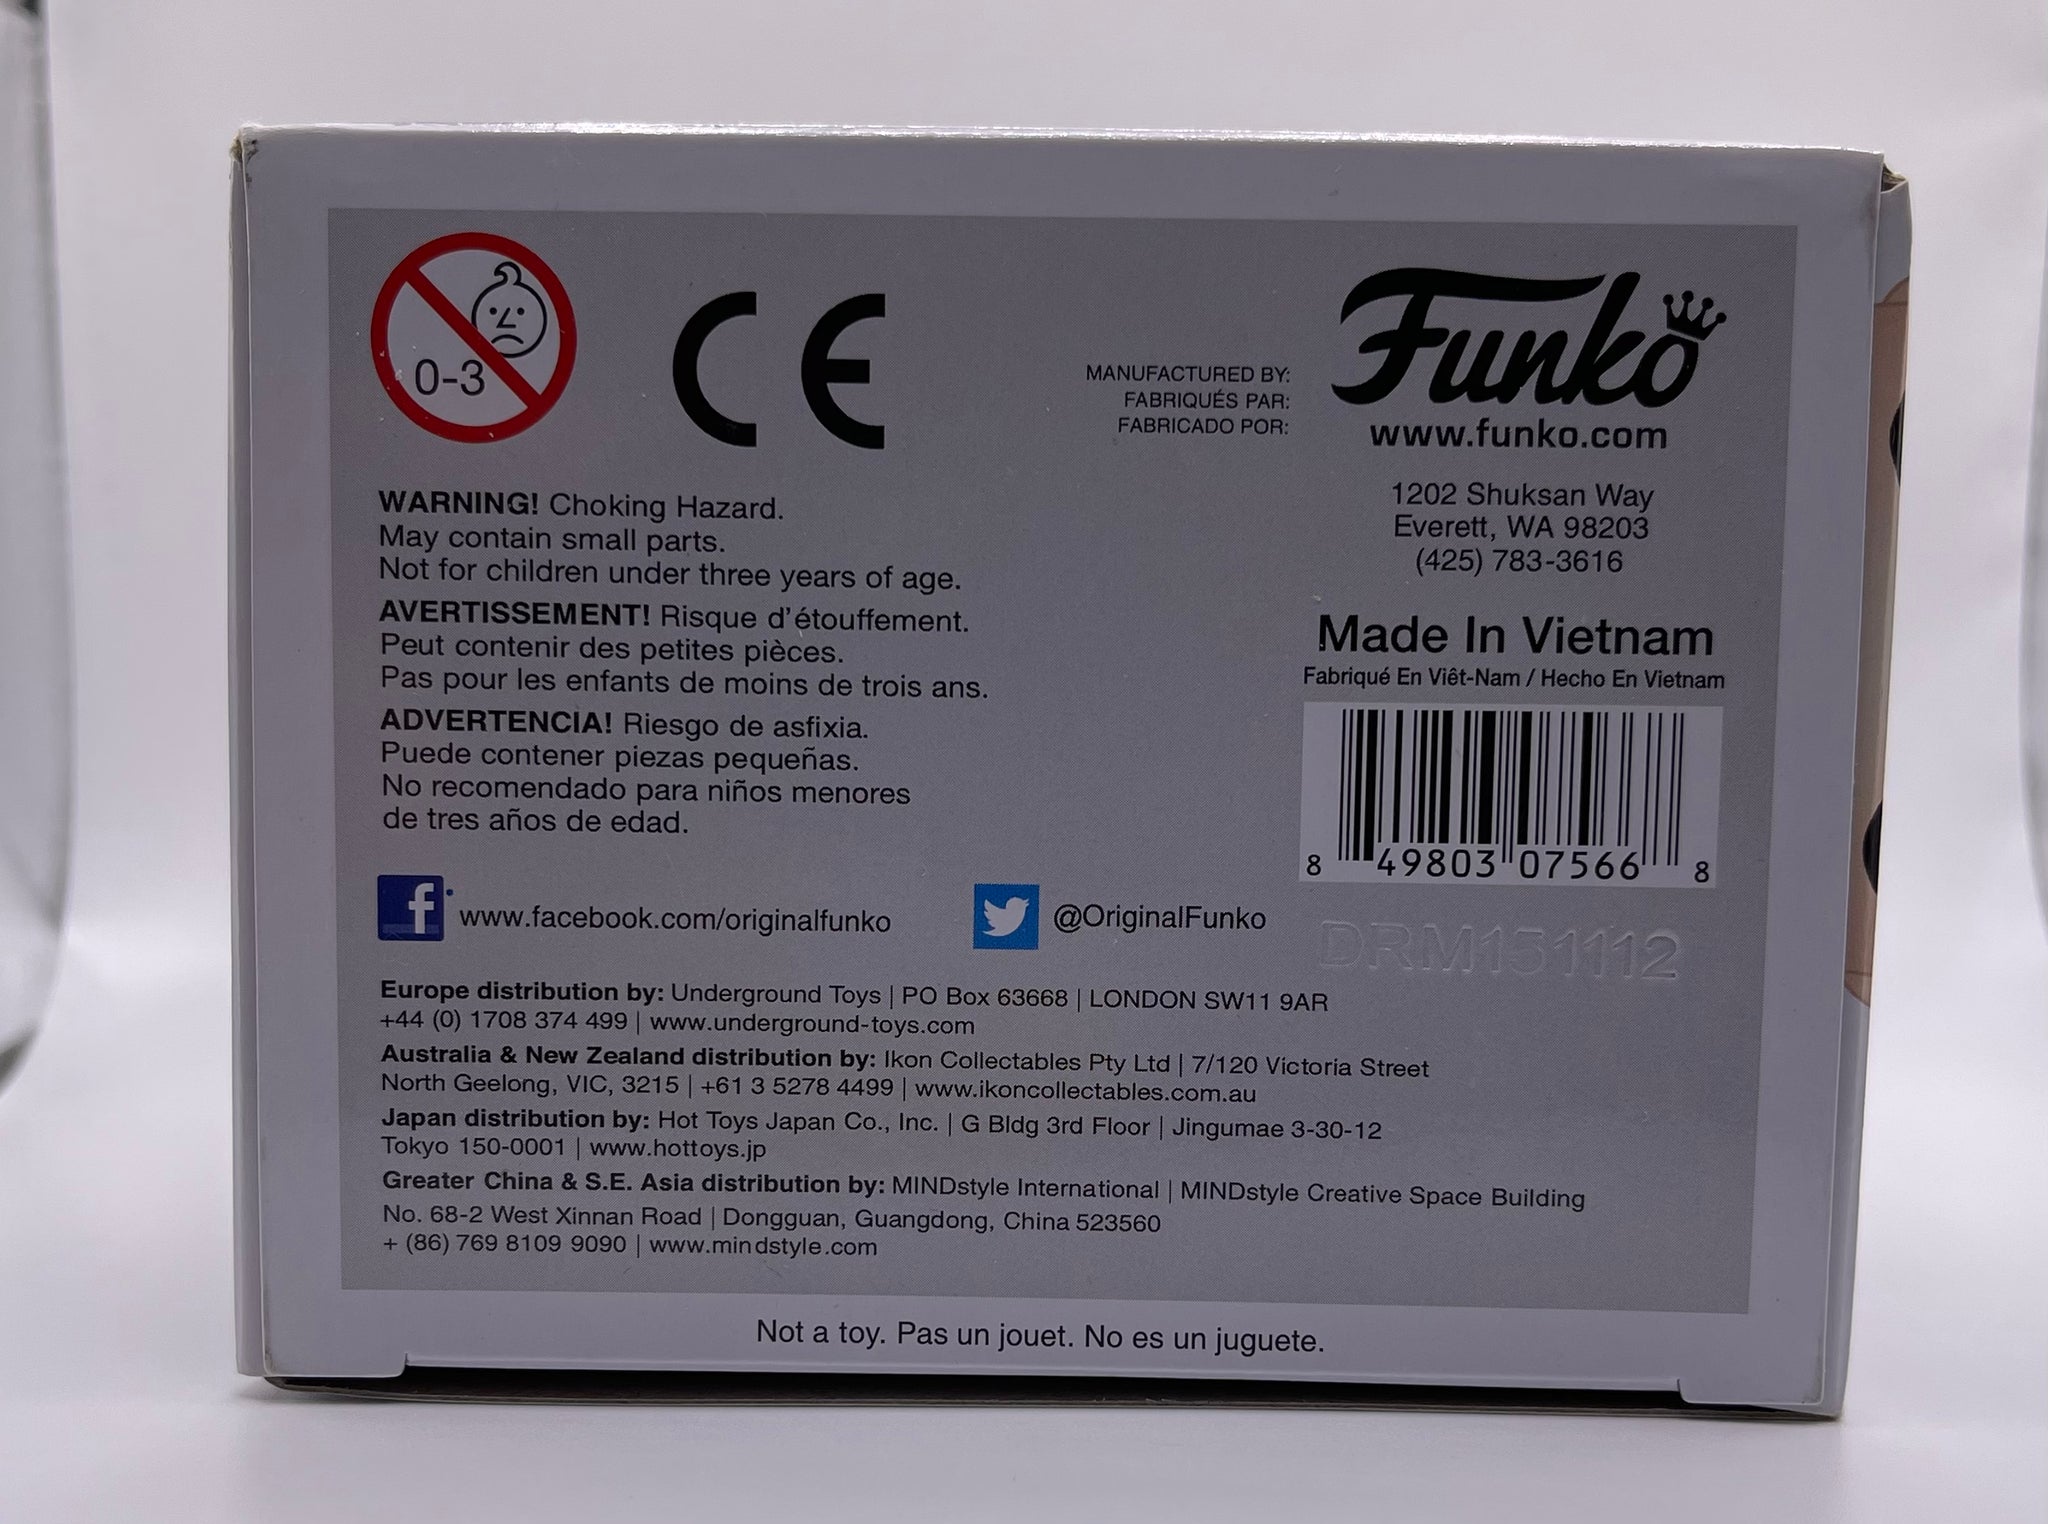 0-3
CE
MANUFACTURED BY:
FABRIQUÉS PAR:
FABRICADO POR:
Funko
www.funko.com
1202 Shuksan Way
Everett, WA 98203
(425) 783-3616
WARNING! Choking Hazard.
May contain small parts.
Not for children under three years of age.
AVERTISSEMENT! Risque d'étouffement.
Peut contenir des petites pièces.
Pas pour les enfants de moins de trois ans.
ADVERTENCIA! Riesgo de asfixia.
Puede contener piezas pequeñas.
No recomendado para niños menores
de tres años de edad.
Made In Vietnam
Fabriqué En Viêt-Nam / Hecho En Vietnam
8 49803 07566 8
f www.facebook.com/originalfunko
@OriginalFunko
DRM151112
Europe distribution by: Underground Toys | PO Box 63668 | LONDON SW11 9AR
+44 (0) 1708 374 499 | www.underground-toys.com
Australia & New Zealand distribution by: Ikon Collectables Pty Ltd | 7/120 Victoria Street
North Geelong, VIC, 3215 | +61 3 5278 4499 | www.ikoncollectables.com.au
Japan distribution by: Hot Toys Japan Co., Inc. | G Bldg 3rd Floor | Jingumae 3-30-12
Tokyo 150-0001 | www.hottoys.jp
Greater China & S.E. Asia distribution by: MINDstyle International | MINDstyle Creative Space Building
No. 68-2 West Xinnan Road | Dongguan, Guangdong, China 523560
+ (86) 769 8109 9090 | www.mindstyle.com
Not a toy. Pas un jouet. No es un juguete.